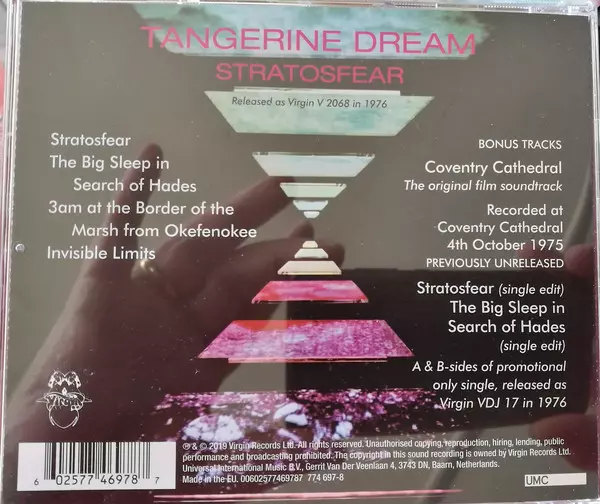 TANGERINE DREAM
STRATOSFEAR
Released as Virgin V 2068 in 1976
Stratosfear
The Big Sleep in
Search of Hades
3am at the Border of the
Marsh from Okefenokee
Invisible Limits
BONUS TRACKS
Coventry Cathedral
The original film soundtrack
Recorded at
Coventry Cathedral
4th October 1975
PREVIOUSLY UNRELEASED
Stratosfear (single edit)
The Big Sleep in
Search of Hades
(single edit)
A & B-sides of promotional
only single, released as
Virgin VDJ 17 in 1976
6 02577 46978 7
℗ & © 2019 Virgin Records Ltd. All rights reserved. Unauthorised copying, reproduction, hiring, lending, public
performance and broadcasting prohibited. The copyright in this sound recording is owned by Virgin Records Ltd.
Universal International Music B.V., Gerrit Van Der Veenlaan 4, 3743 DN, Baarn, Netherlands.
Made in the EU. 00602577469787 774 697-8
UMC